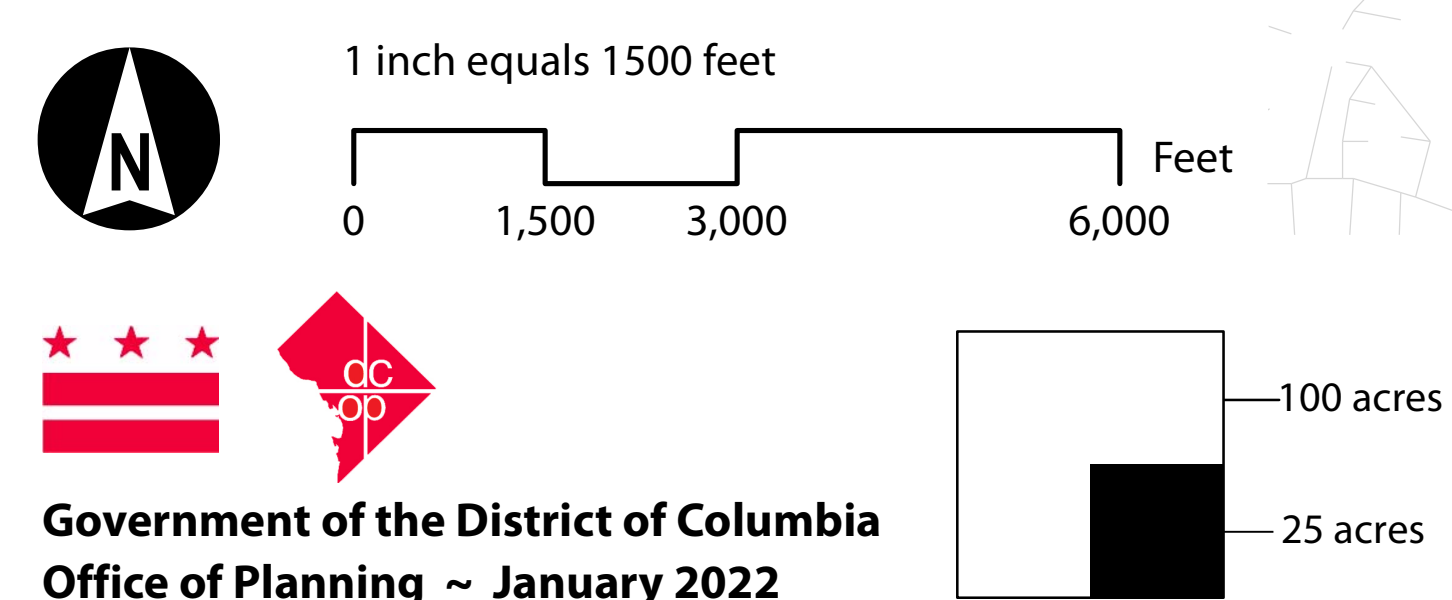 N
1 inch equals 1500 feet
Feet
0 1,500 3,000 6,000
dc
op
100 acres
25 acres
Government of the District of Columbia
Office of Planning ~ January 2022